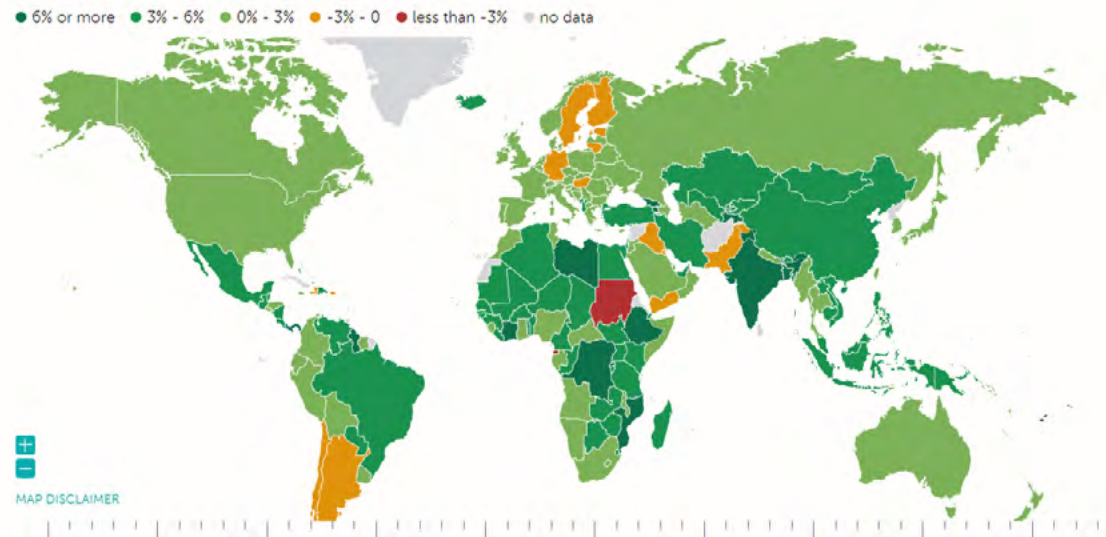 6% or more 3% - 6% 0% - 3% -3% - 0 less than -3% no data
+
−
MAP DISCLAIMER